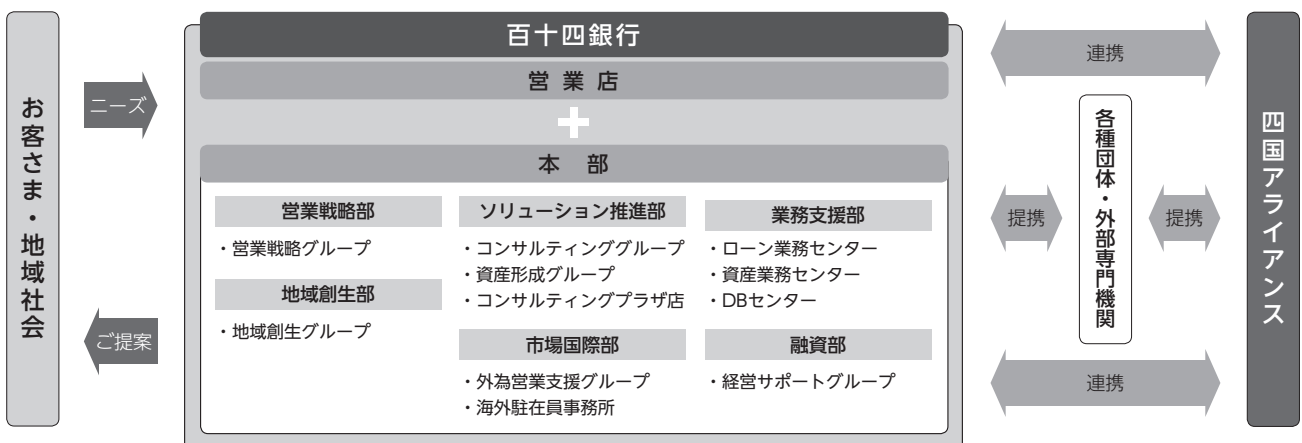 お客さま・地域社会
ニーズ
ご提案
百十四銀行
営業店
本部
営業戦略部
・営業戦略グループ
地域創生部
・地域創生グループ
ソリューション推進部
・コンサルティンググループ
・資産形成グループ
・コンサルティングプラザ店
市場国際部
・外為営業支援グループ
・海外駐在員事務所
業務支援部
・ローン業務センター
・資産業務センター
・DBセンター
融資部
・経営サポートグループ
連携
提携
各種団体・外部専門機関
提携
連携
四国アライアンス